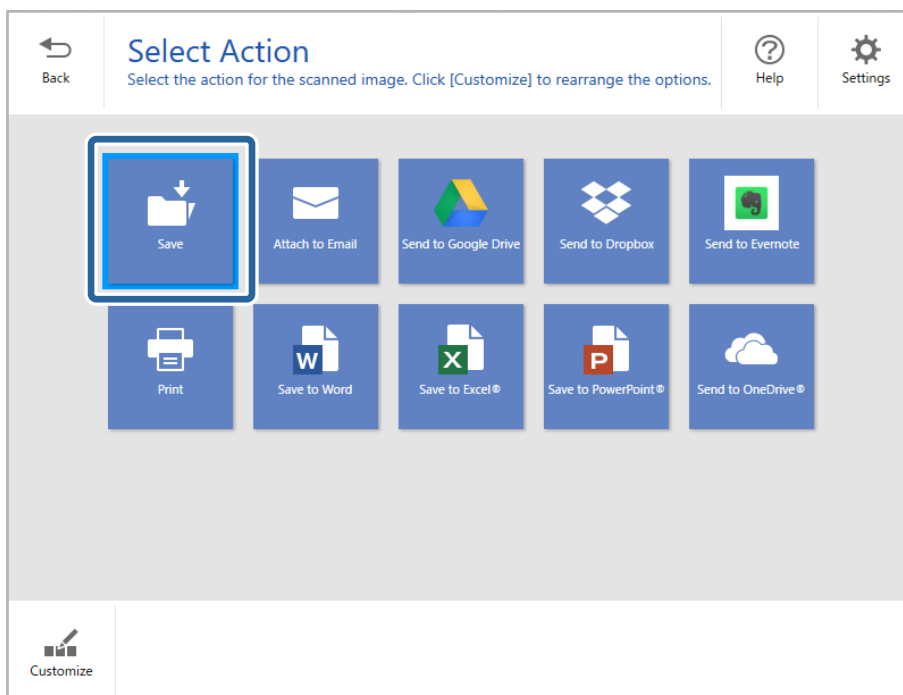 Select Action
Select the action for the scanned image. Click [Customize] to rearrange the options.
Back
Help
Settings
Save
Attach to Email
Send to Google Drive
Send to Dropbox
Send to Evernote
W
X
P
Print
Save to Word
Save to Excel®
Save to PowerPoint®
Send to OneDrive®
Customize